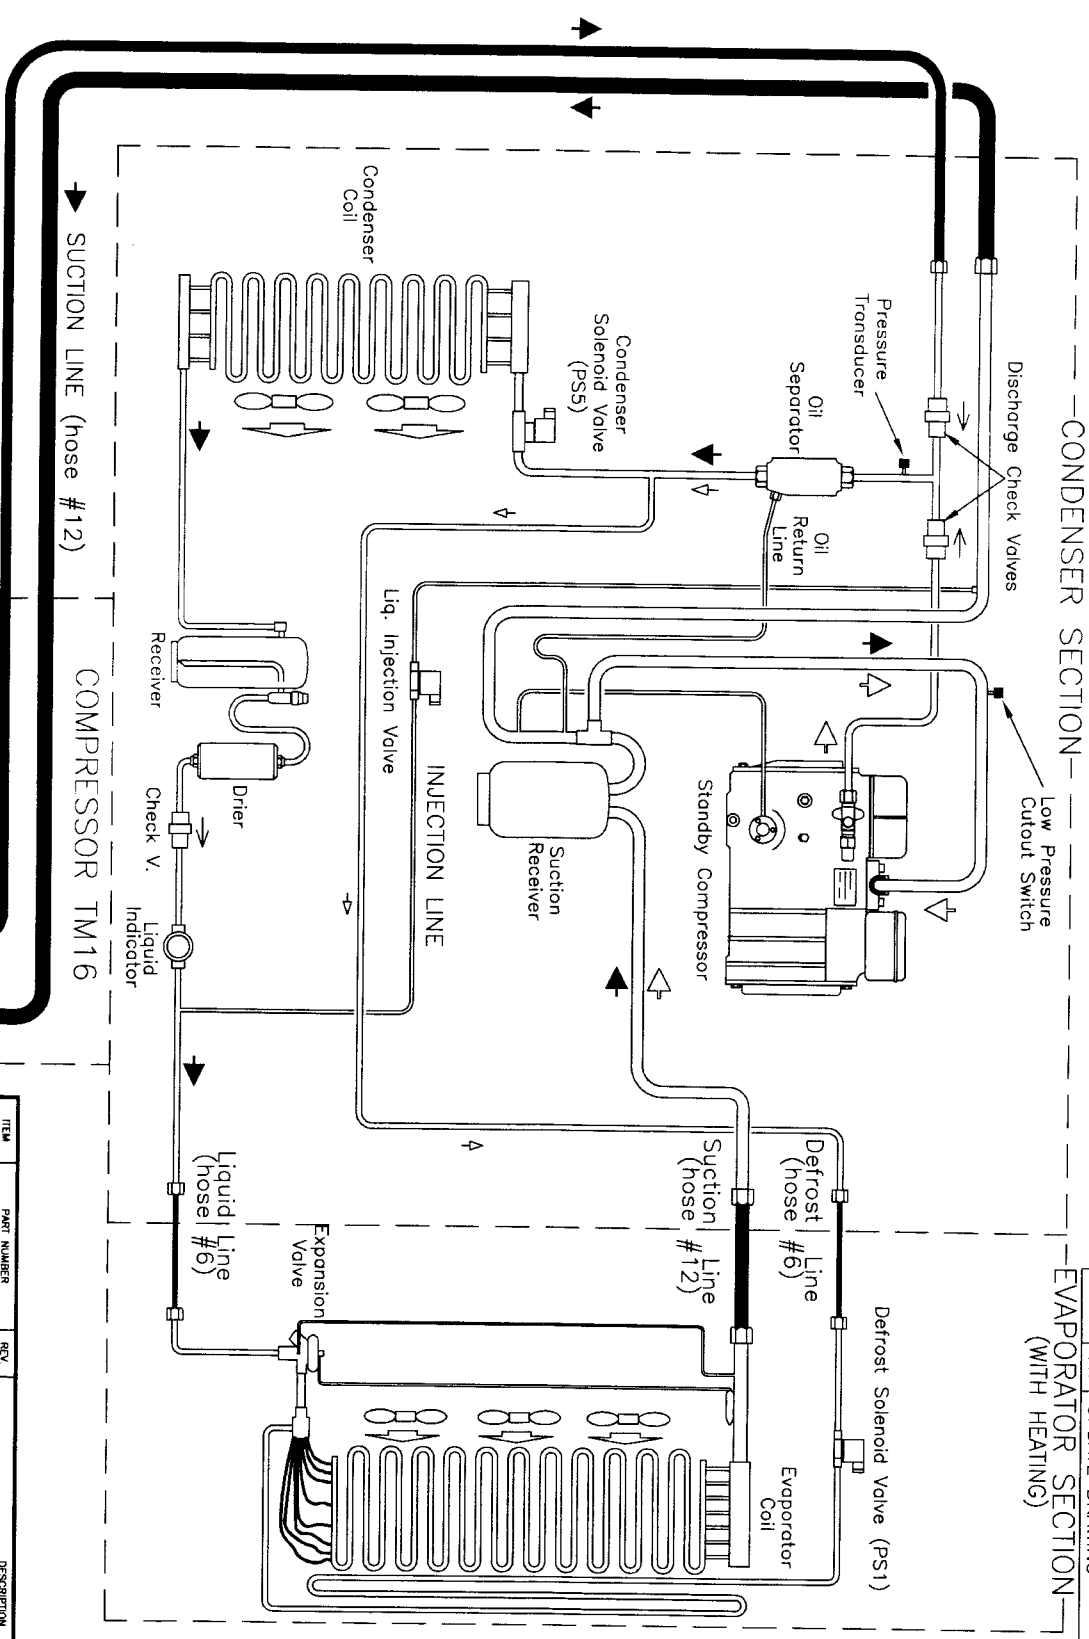 CONDENSER SECTION
EVAPORATOR SECTION
(WITH HEATING)
Discharge Check Valves
Low Pressure
Cutout Switch
Pressure
Transducer
Oil
Separator
Oil
Return
Line
Standby Compressor
Defrost Line
(hose #6)
Defrost Solenoid Valve (PS1)
Condenser
Solenoid Valve
(PS5)
Suction
Receiver
Suction Line
(hose #12)
Evaporator
Coil
Condenser
Coil
Liq. Injection Valve
INJECTION LINE
Receiver
Drier
Check V.
Liquid
Indicator
Liquid Line
(hose #6)
Expansion
Valve
SUCTION LINE (hose #12)
COMPRESSOR TM16
ITEM
PART NUMBER
REV.
DESCRIPTION